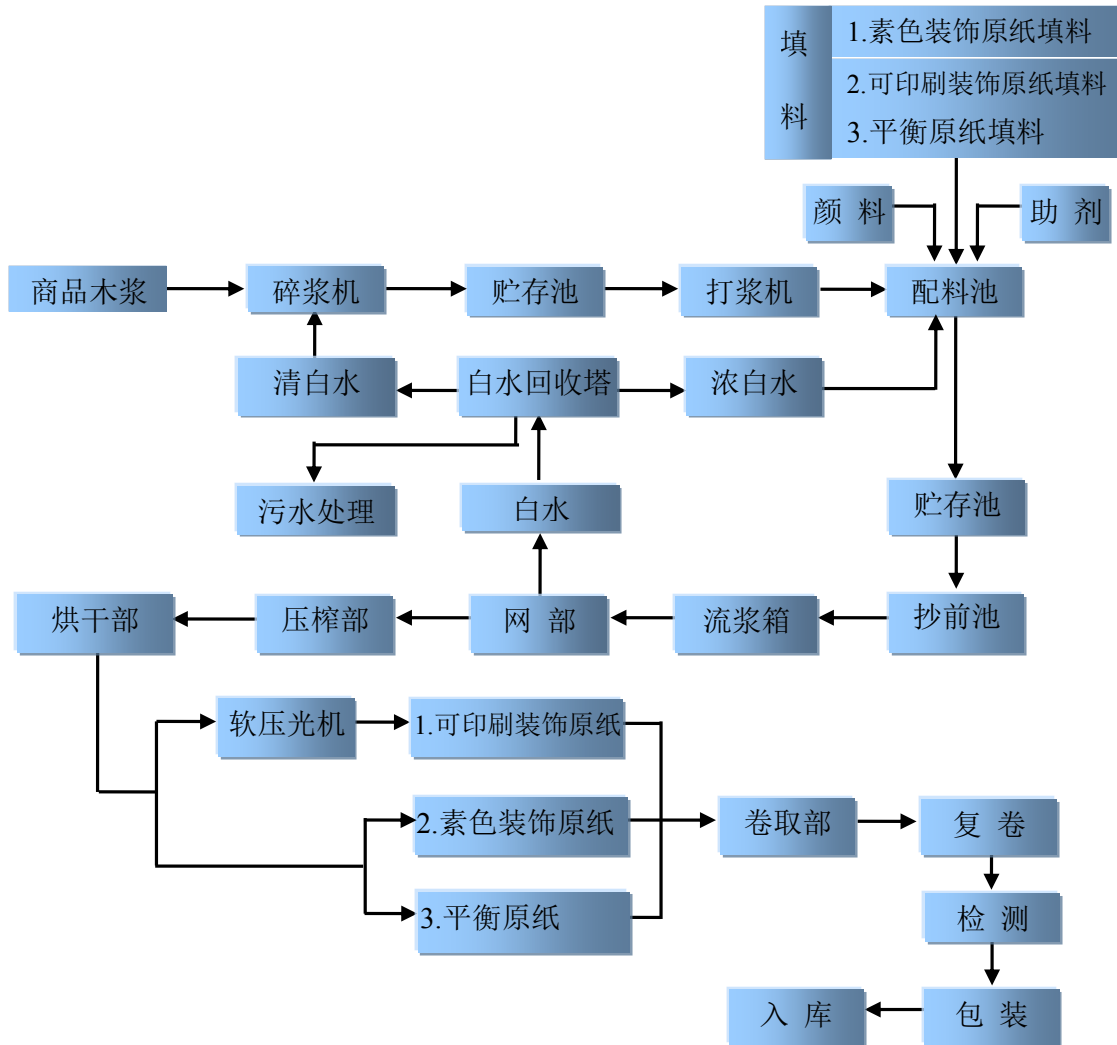 填
料
1.素色装饰原纸填料
2.可印刷装饰原纸填料
3.平衡原纸填料
颜 料
助 剂
商品木浆
碎浆机
贮存池
打浆机
配料池
清白水
白水回收塔
浓白水
污水处理
白水
贮存池
烘干部
压榨部
网 部
流浆箱
抄前池
软压光机
1.可印刷装饰原纸
2.素色装饰原纸
卷取部
复 卷
3.平衡原纸
检 测
入 库
包 装